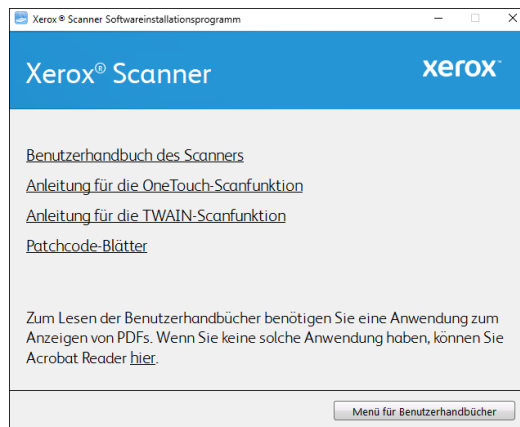 Xerox ® Scanner Softwareinstallationsprogramm
Xerox® Scanner
xerox™
Benutzerhandbuch des Scanners
Anleitung für die OneTouch-Scanfunktion
Anleitung für die TWAIN-Scanfunktion
Patchcode-Blätter
Zum Lesen der Benutzerhandbücher benötigen Sie eine Anwendung zum
Anzeigen von PDFs. Wenn Sie keine solche Anwendung haben, können Sie
Acrobat Reader hier.
Menü für Benutzerhandbücher